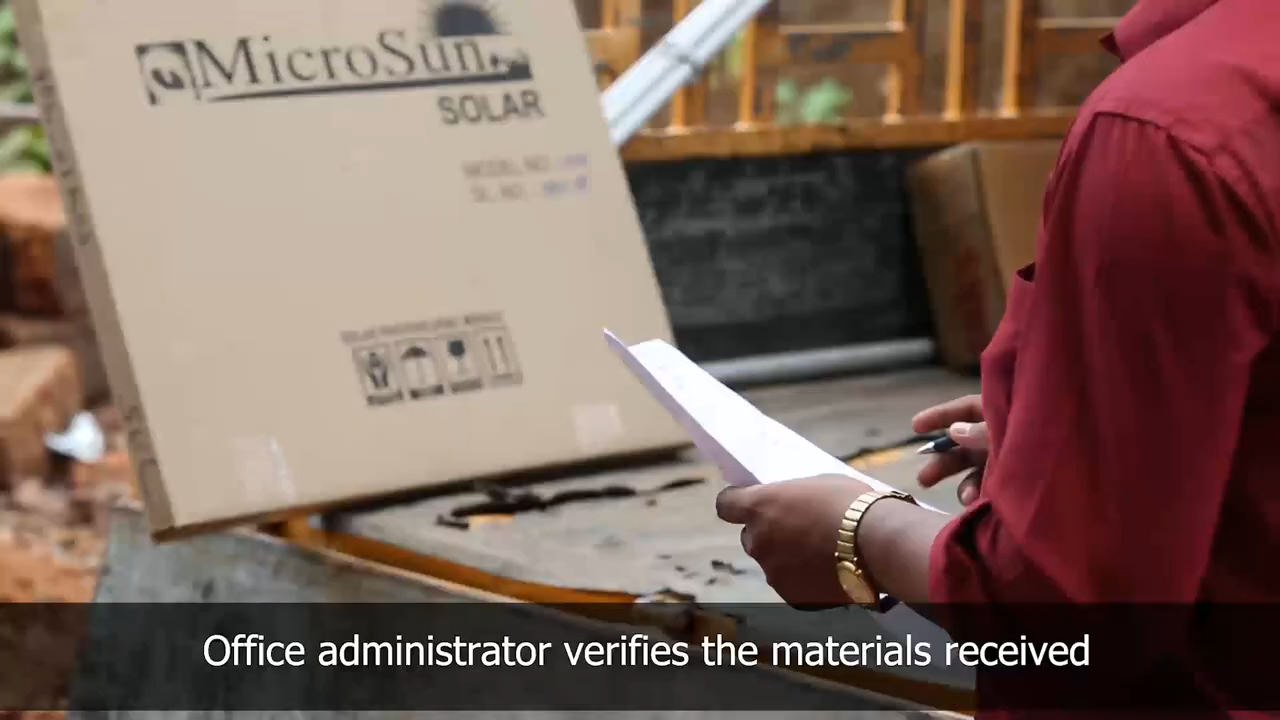 MicroSun
SOLAR
MODEL NO.
SL. NO.
Office administrator verifies the materials received